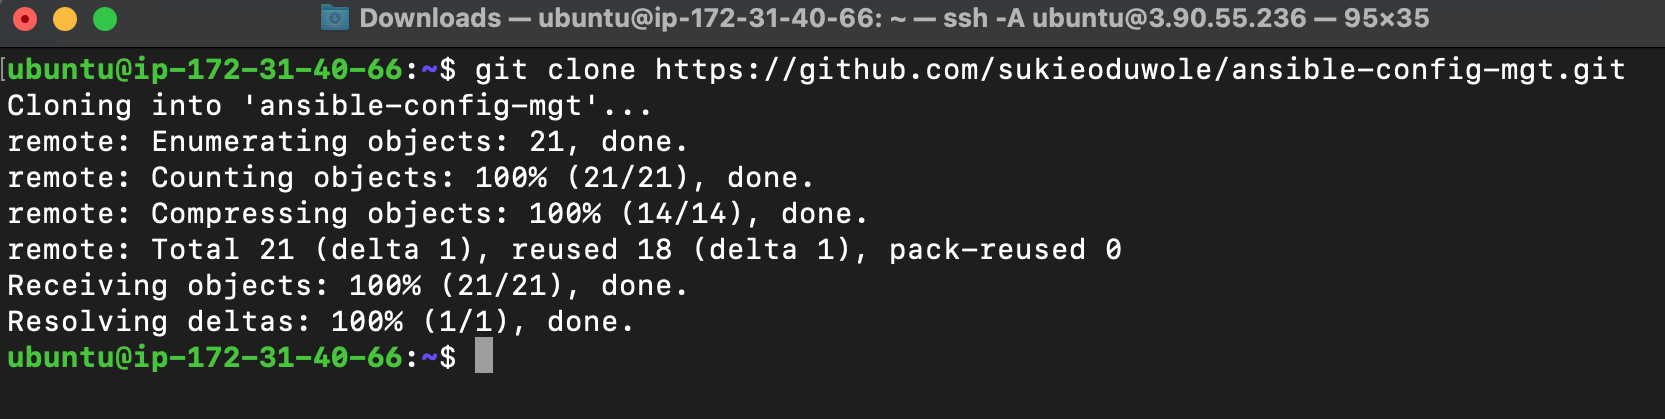 Downloads — ubuntu@ip-172-31-40-66: ~ — ssh -A ubuntu@3.90.55.236 — 95×35
[ubuntu@ip-172-31-40-66:~$ git clone https://github.com/sukieoduwole/ansible-config-mgt.git
Cloning into 'ansible-config-mgt'...
remote: Enumerating objects: 21, done.
remote: Counting objects: 100% (21/21), done.
remote: Compressing objects: 100% (14/14), done.
remote: Total 21 (delta 1), reused 18 (delta 1), pack-reused 0
Receiving objects: 100% (21/21), done.
Resolving deltas: 100% (1/1), done.
ubuntu@ip-172-31-40-66:~$